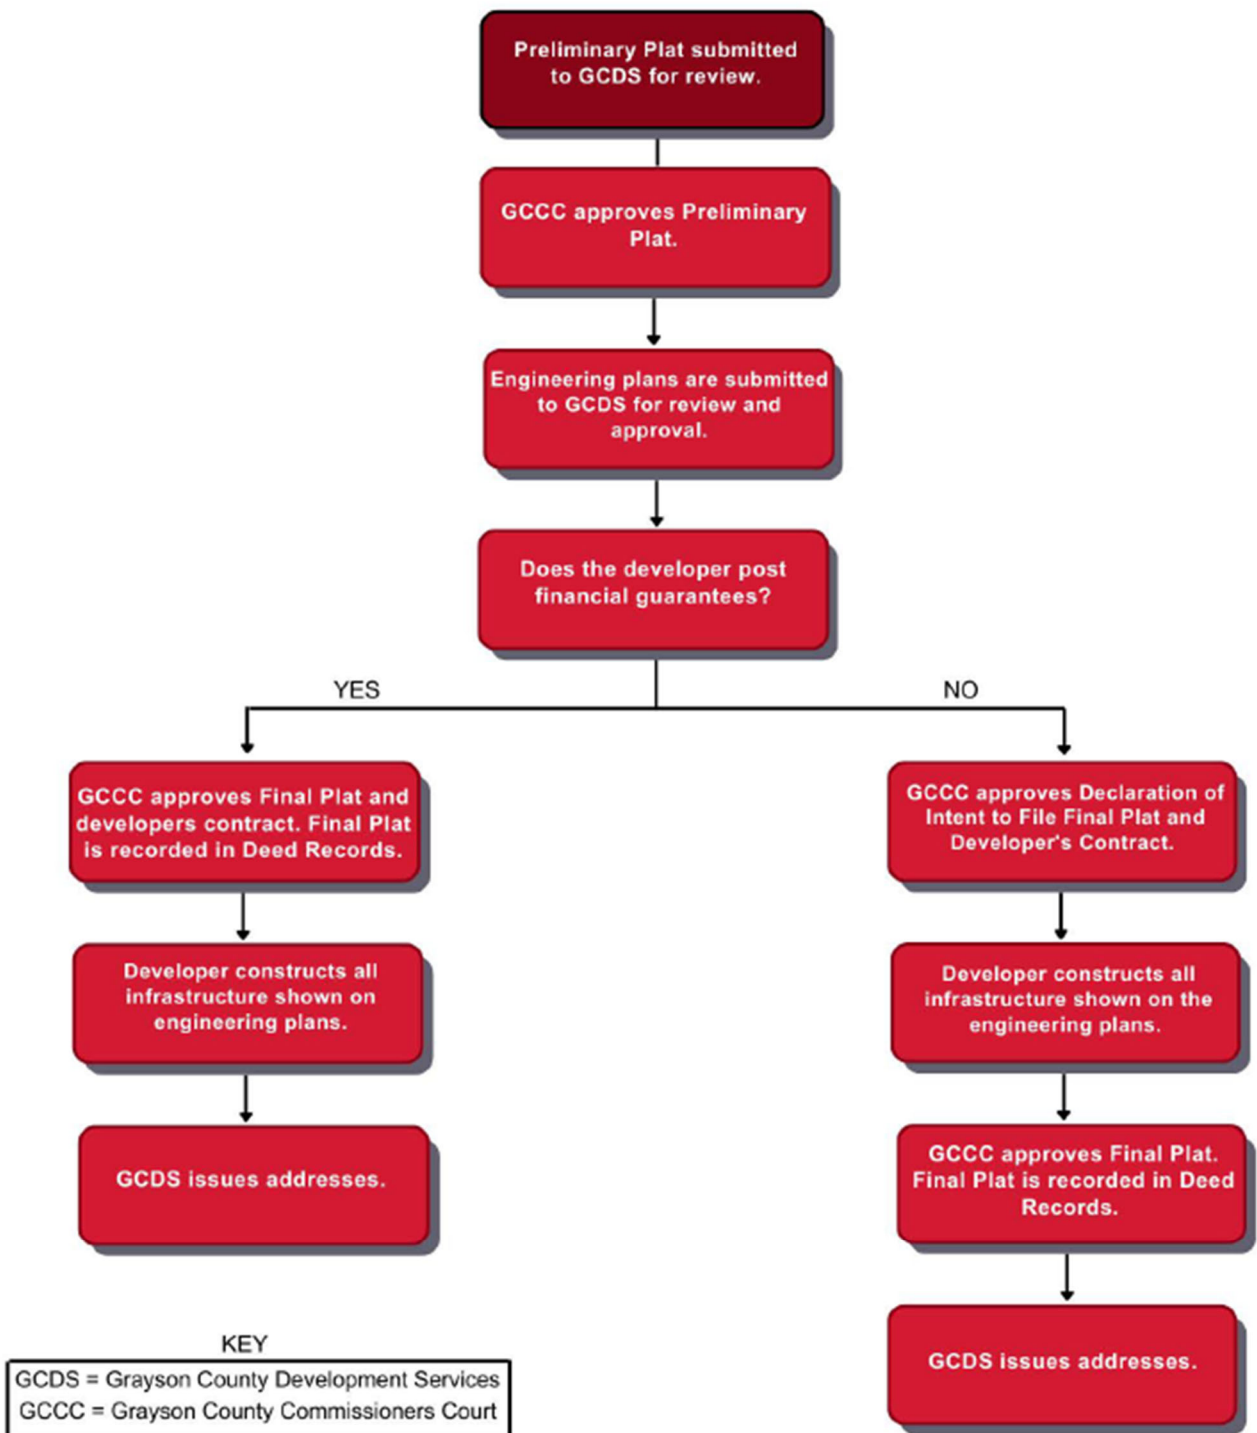 Preliminary Plat submitted
to GCDS for review.
GCCC approves Preliminary
Plat.
Engineering plans are submitted
to GCDS for review and
approval.
Does the developer post
financial guarantees?
YES
NO
GCCC approves Final Plat and
developers contract. Final Plat
is recorded in Deed Records.
Developer constructs all
infrastructure shown on
engineering plans.
GCDS issues addresses.
GCCC approves Declaration of
Intent to File Final Plat and
Developer's Contract.
Developer constructs all
infrastructure shown on the
engineering plans.
GCCC approves Final Plat.
Final Plat is recorded in Deed
Records.
GCDS issues addresses.
KEY
GCDS = Grayson County Development Services
GCCC = Grayson County Commissioners Court